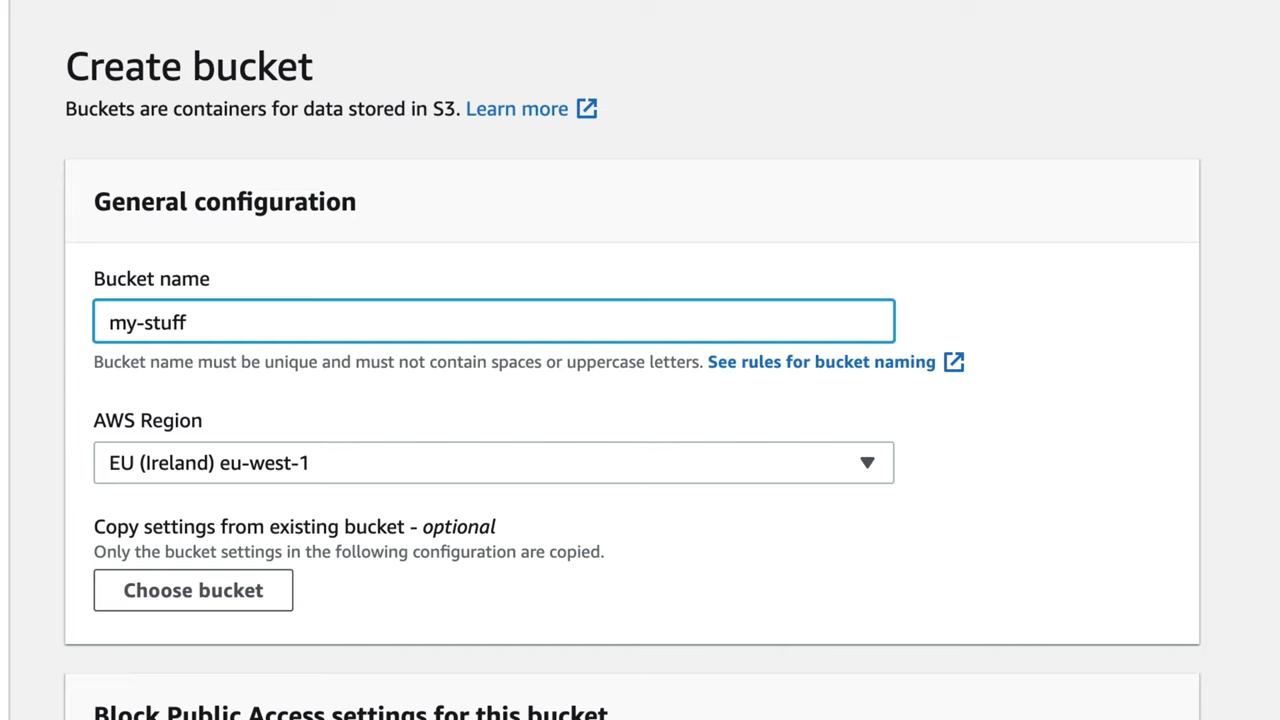 Create bucket
Buckets are containers for data stored in S3. Learn more
General configuration
Bucket name
my-stuff
Bucket name must be unique and must not contain spaces or uppercase letters. See rules for bucket naming
AWS Region
EU (Ireland) eu-west-1
Copy settings from existing bucket - optional
Only the bucket settings in the following configuration are copied.
Choose bucket
Block Public Access settings for this bucket